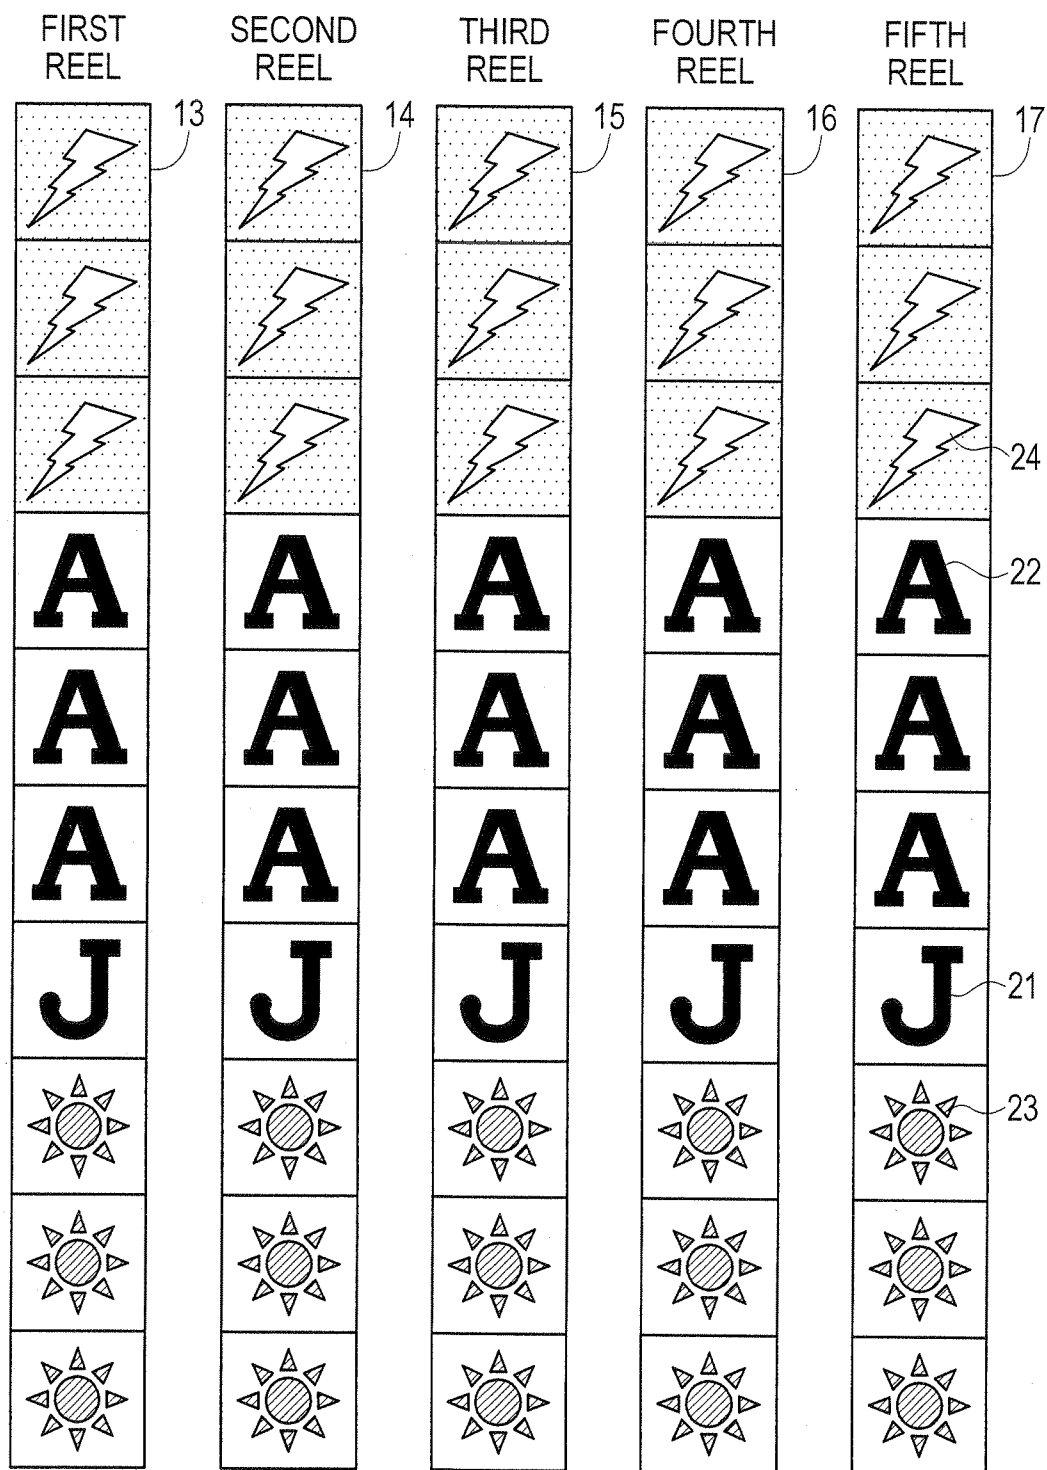 FIRST REEL
SECOND REEL
THIRD REEL
FOURTH REEL
FIFTH REEL
13
14
15
16
17
24
A A A A A
22
A A A A A
A A A A A
J J J J J
21
23